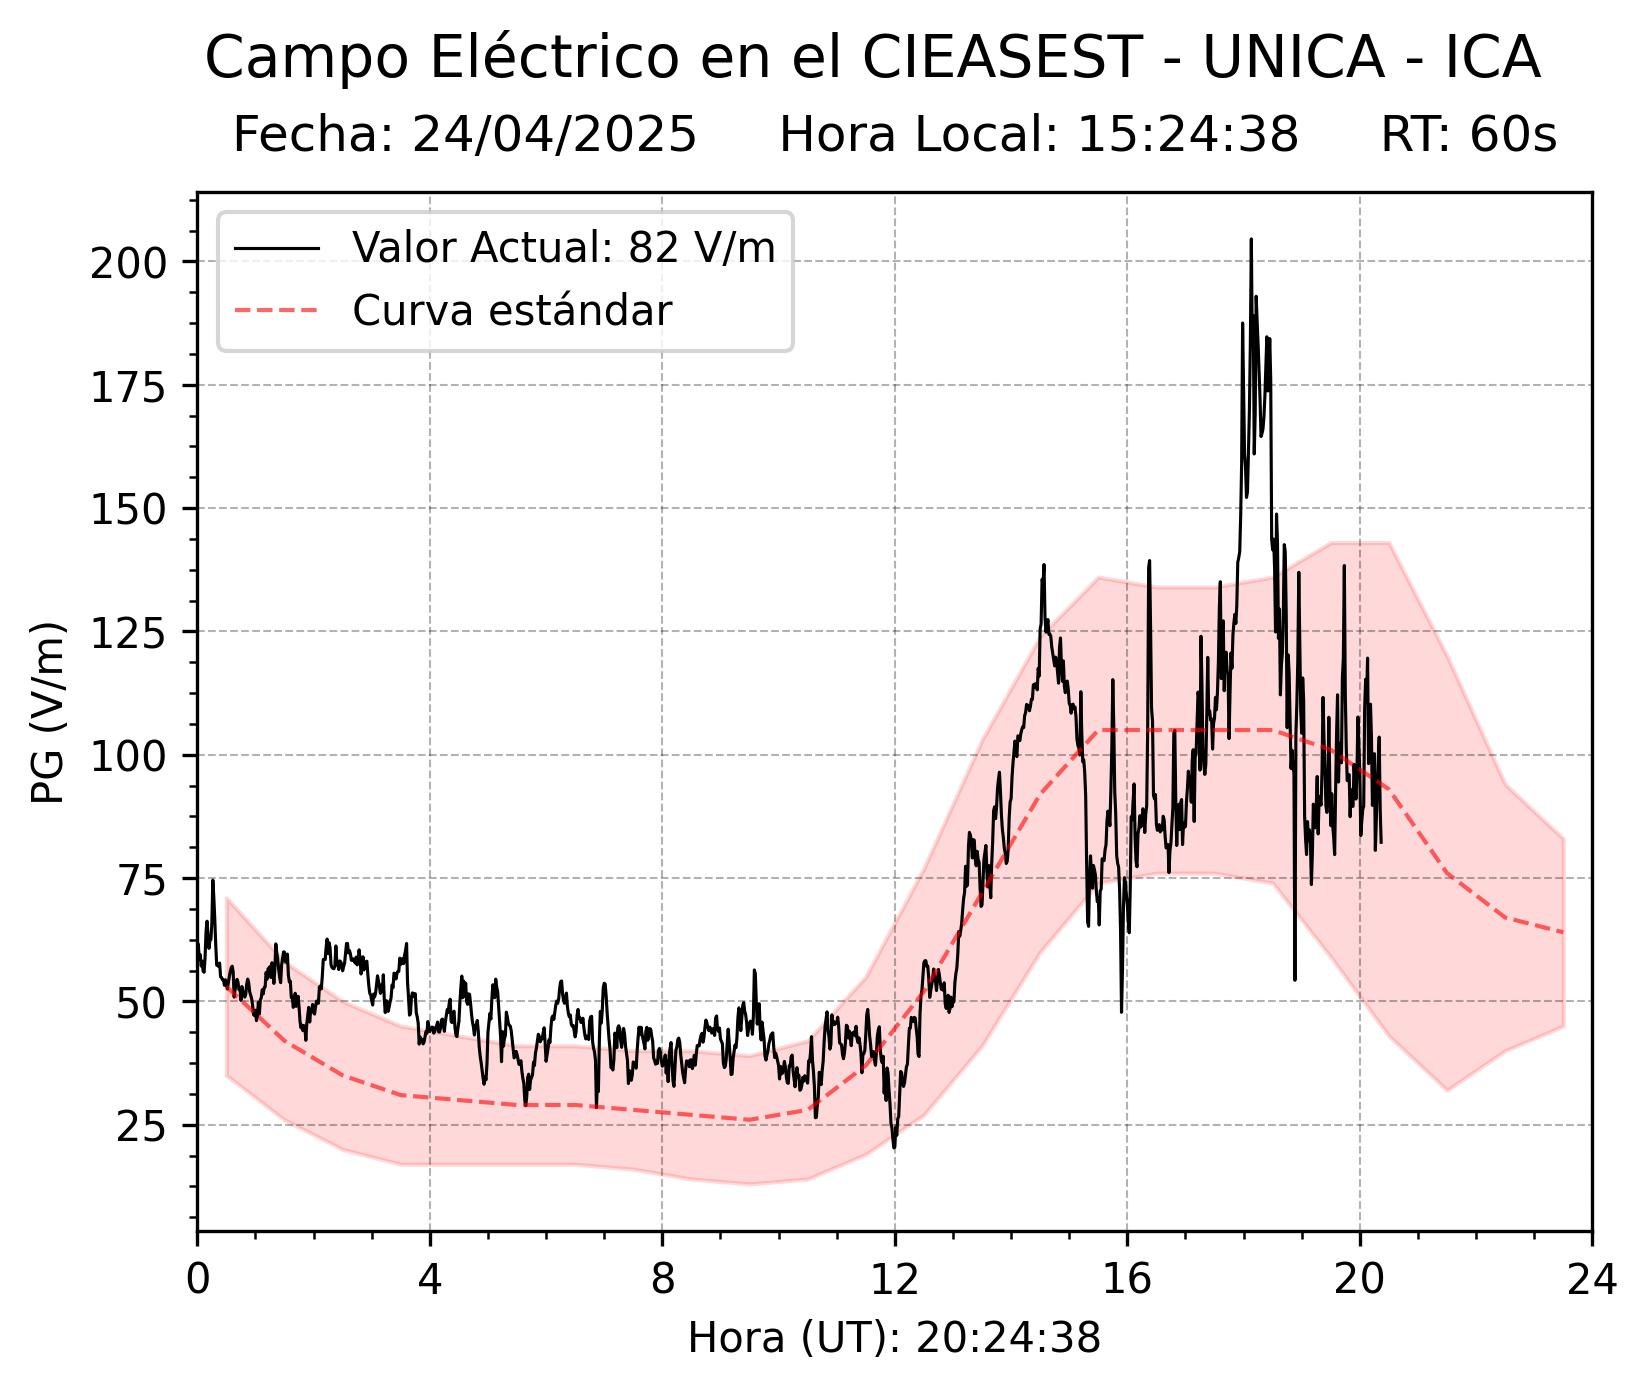 Campo Eléctrico en el CIEASEST - UNICA - ICA
Fecha: 24/04/2025 Hora Local: 15:24:38 RT: 60s
Valor Actual: 82 V/m
Curva estándar
PG (V/m)
200
175
150
125
100
75
50
25
0 4 8 12 16 20 24
Hora (UT): 20:24:38